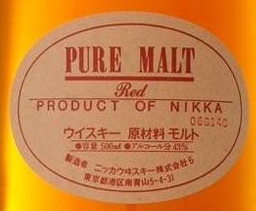 PURE MALT
Red
PRODUCT OF NIKKA
06G14C
ウイスキー 原材料 モルト
●容量 500ml ●アルコール分 43%
製造者 ニッカウヰスキー株式会社 6
東京都港区南青山5-4-31